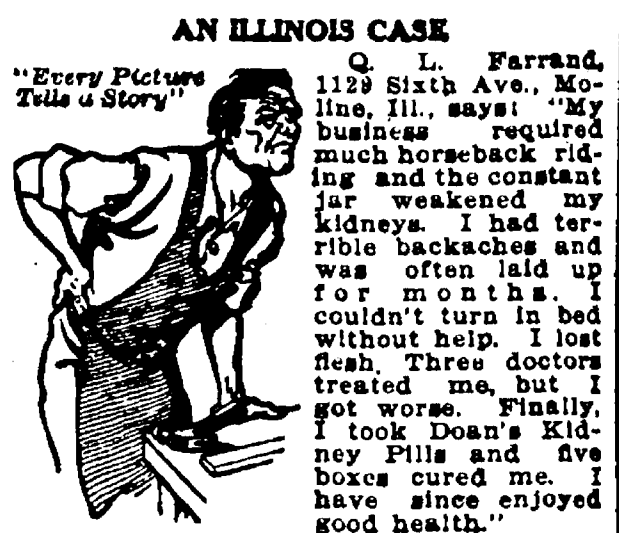 AN ILLINOIS CASE
"Every Picture
Tells a Story"
Q. L. Farrand,
1129 Sixth Ave., Mo-
line, Ill., says: "My
business required
much horseback rid-
ing and the constant
jar weakened my
kidneys. I had ter-
rible backaches and
was often laid up
for months. I
couldn't turn in bed
without help. I lost
flesh. Three doctors
treated me, but I
got worse. Finally,
I took Doan's Kid-
ney Pills and five
boxes cured me. I
have since enjoyed
good health."